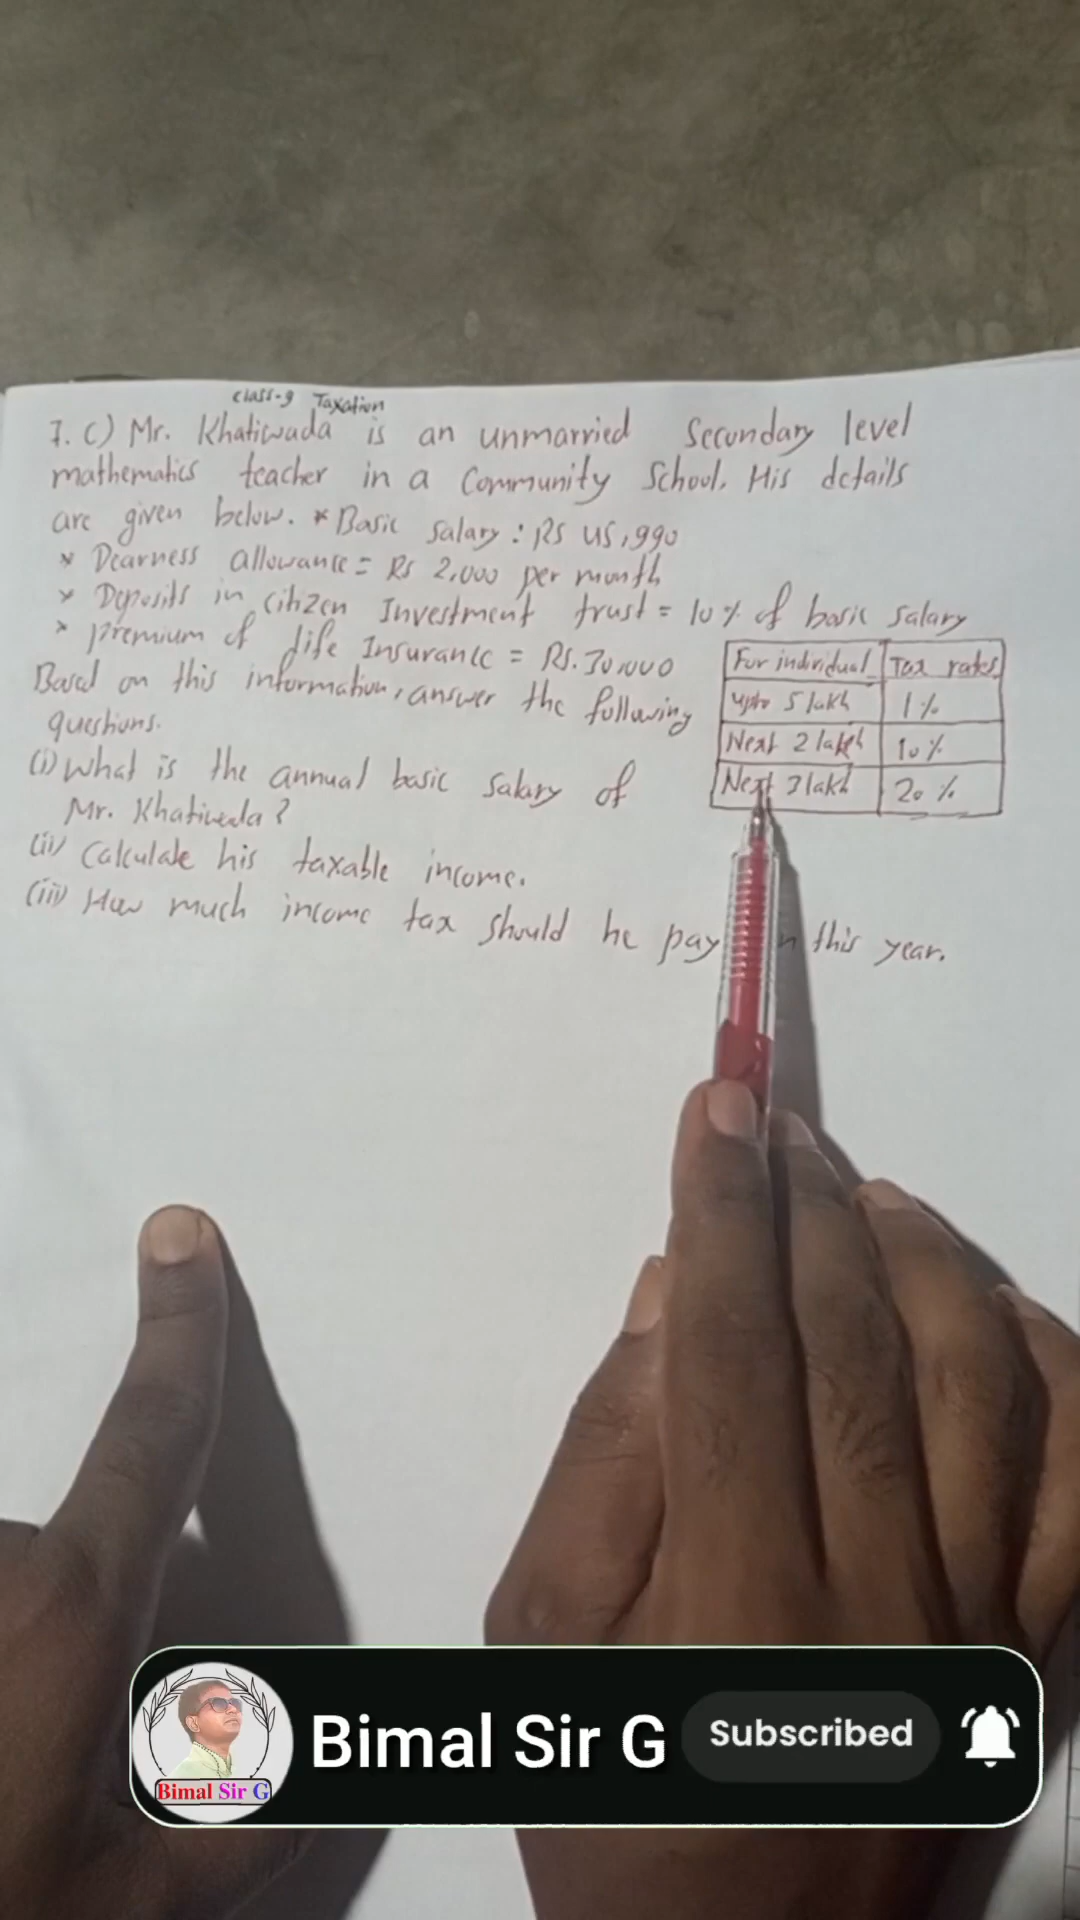 Class-9 Taxation
7. C) Mr. Khatiwada is an unmarried Secondary level
mathematics teacher in a Community School. His details
are given below. * Basic Salary : Rs 45,990
* Dearness allowance = Rs 2,000 per month
* Deposits in Citizen Investment trust = 10% of basic salary
* premium of life Insurance = Rs. 30,000
Based on this information, answer the following
questions.
For individual Tax rates
upto 5 lakh 1%
Next 2 lakh 10%
Next 3 lakh 20%
(i) What is the annual basic salary of
Mr. Khatiwada?
(ii) Calculate his taxable income.
(iii) How much income tax should he pay in this year.
Bimal Sir G
Bimal Sir G Subscribed